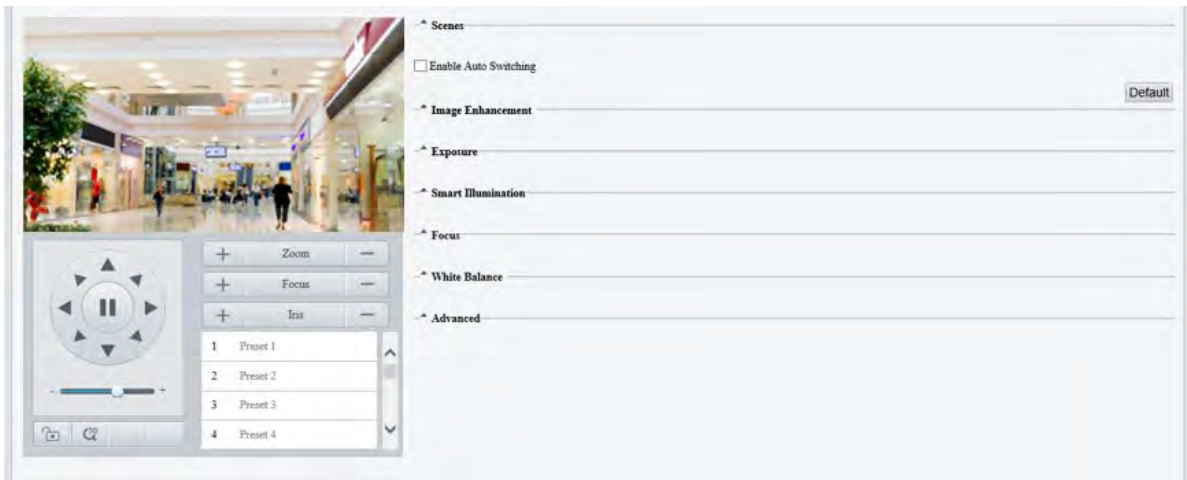 Scenes
Enable Auto Switching
Default
Image Enhancement
Exposure
Smart Illumination
Focus
White Balance
Advanced
+ Zoom −
+ Focus −
+ Iris −
1 Preset 1
2 Preset 2
3 Preset 3
4 Preset 4
- +